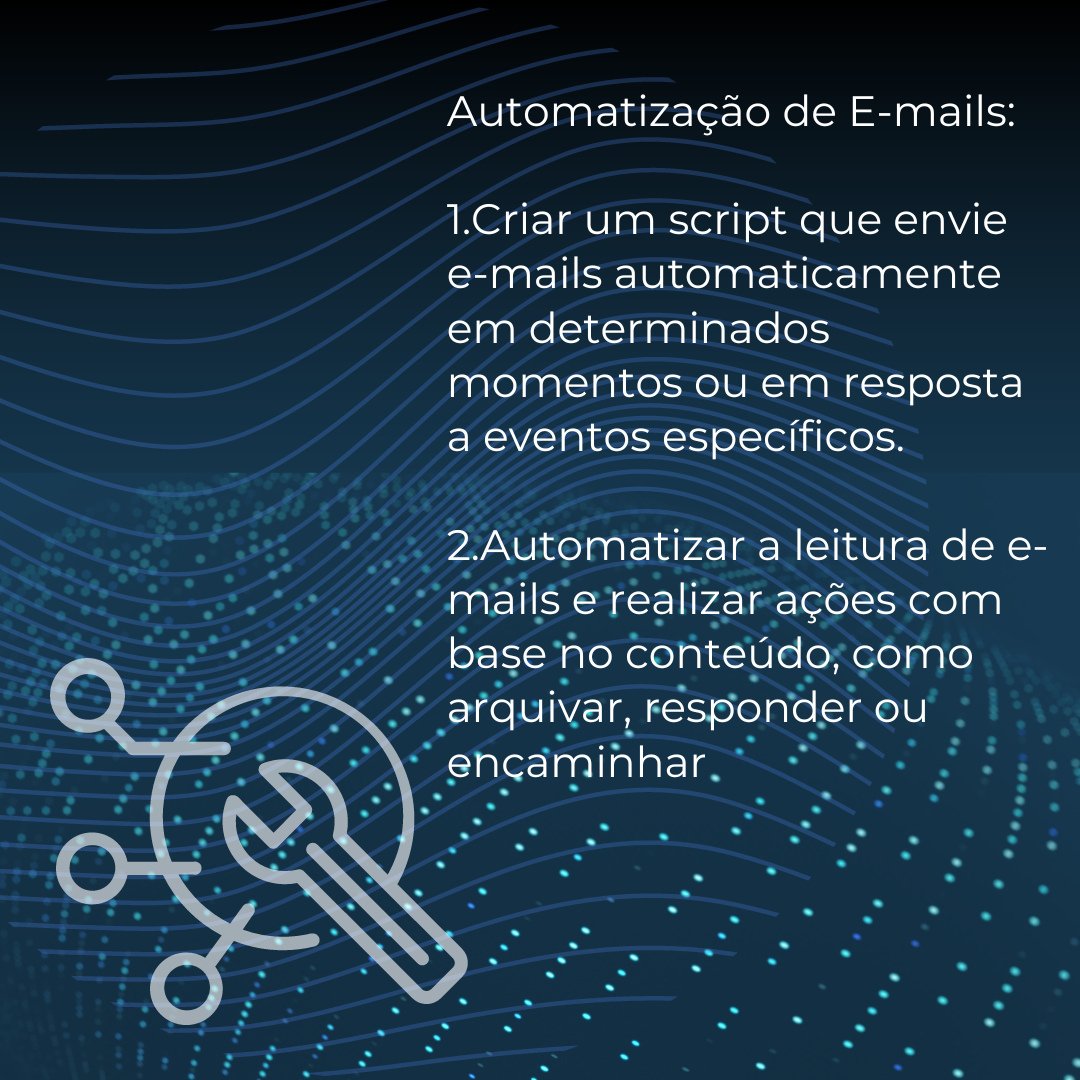 Automatização de E-mails:
1.Criar um script que envie
e-mails automaticamente
em determinados
momentos ou em resposta
a eventos específicos.
2.Automatizar a leitura de e-
mails e realizar ações com
base no conteúdo, como
arquivar, responder ou
encaminhar